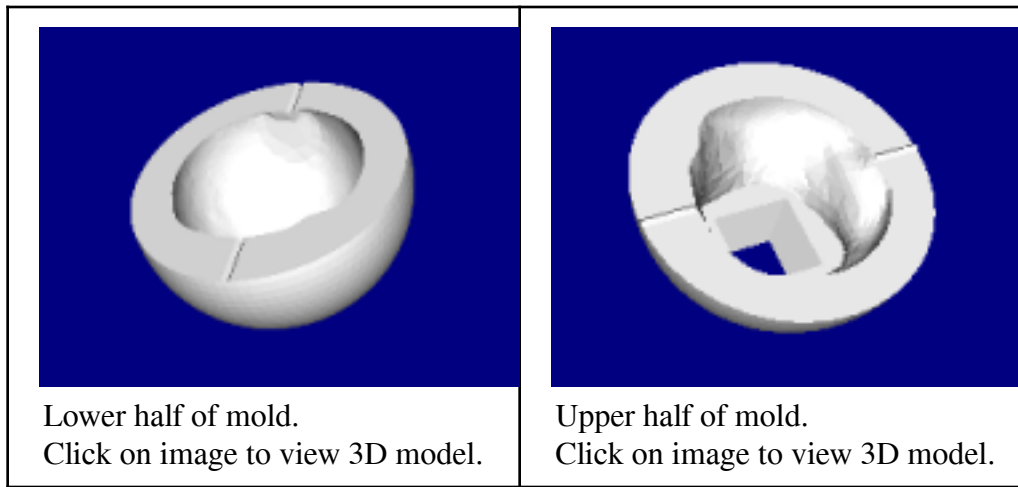 Lower half of mold.
Click on image to view 3D model.
Upper half of mold.
Click on image to view 3D model.